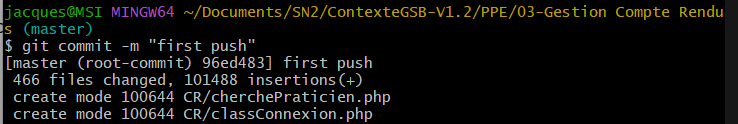 jacques@MSI MINGW64 ~/Documents/SN2/ContexteGSB-V1.2/PPE/03-Gestion Compte Rendu
s (master)
$ git commit -m "first push"
[master (root-commit) 96ed483] first push
 466 files changed, 101488 insertions(+)
 create mode 100644 CR/cherchePraticien.php
 create mode 100644 CR/classConnexion.php